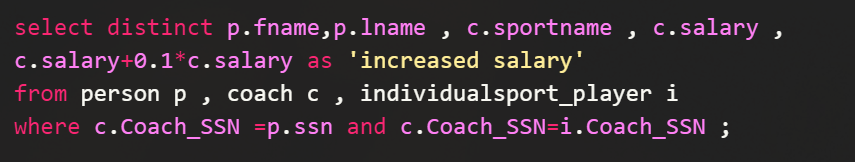 select distinct p.fname,p.lname , c.sportname , c.salary ,
c.salary+0.1*c.salary as 'increased salary'
from person p , coach c , individualsport_player i
where c.Coach_SSN =p.ssn and c.Coach_SSN=i.Coach_SSN ;